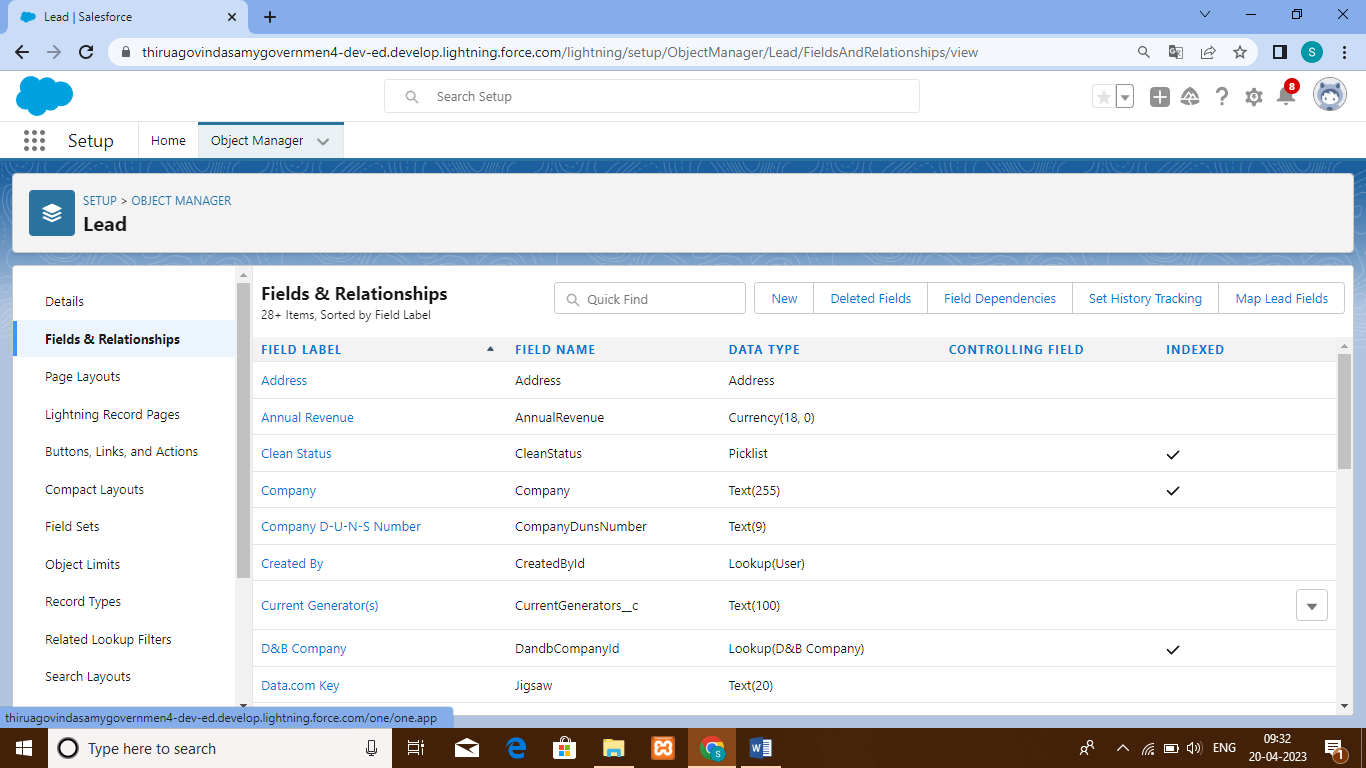 Lead | Salesforce
thiruagovindasamygovernmen4-dev-ed.develop.lightning.force.com/lightning/setup/ObjectManager/Lead/FieldsAndRelationships/view
S
Search Setup
8
Setup
Home
Object Manager
SETUP > OBJECT MANAGER
Lead
Details
Fields & Relationships
Page Layouts
Lightning Record Pages
Buttons, Links, and Actions
Compact Layouts
Field Sets
Object Limits
Record Types
Related Lookup Filters
Search Layouts
Fields & Relationships
28+ Items, Sorted by Field Label
Quick Find
New
Deleted Fields
Field Dependencies
Set History Tracking
Map Lead Fields
FIELD LABEL FIELD NAME DATA TYPE CONTROLLING FIELD INDEXED
Address Address Address
Annual Revenue AnnualRevenue Currency(18, 0)
Clean Status CleanStatus Picklist
Company Company Text(255)
Company D-U-N-S Number CompanyDunsNumber Text(9)
Created By CreatedById Lookup(User)
Current Generator(s) CurrentGenerators__c Text(100)
D&B Company DandbCompanyId Lookup(D&B Company)
Data.com Key Jigsaw Text(20)
thiruagovindasamygovernmen4-dev-ed.develop.lightning.force.com/one/one.app
Type here to search
ENG
09:32
20-04-2023
1